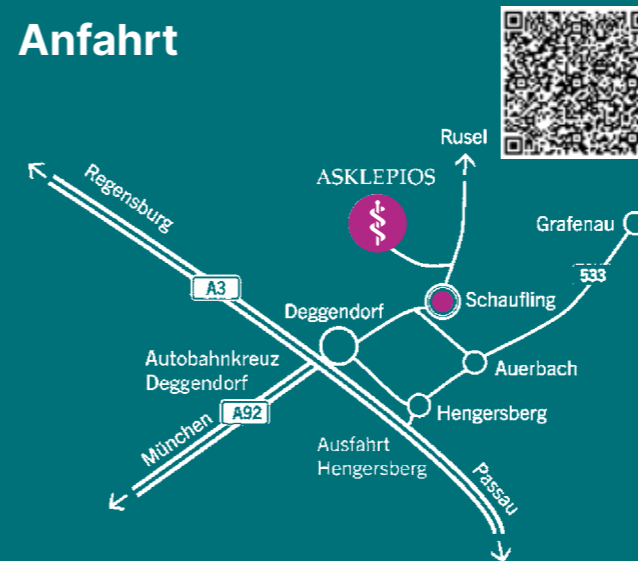 Anfahrt
Rusel
ASKLEPIOS
Regensburg
Grafenau
533
A3
Schaufling
Deggendorf
Autobahnkreuz
Deggendorf
Auerbach
A92
Hengersberg
München
Ausfahrt
Hengersberg
Passau